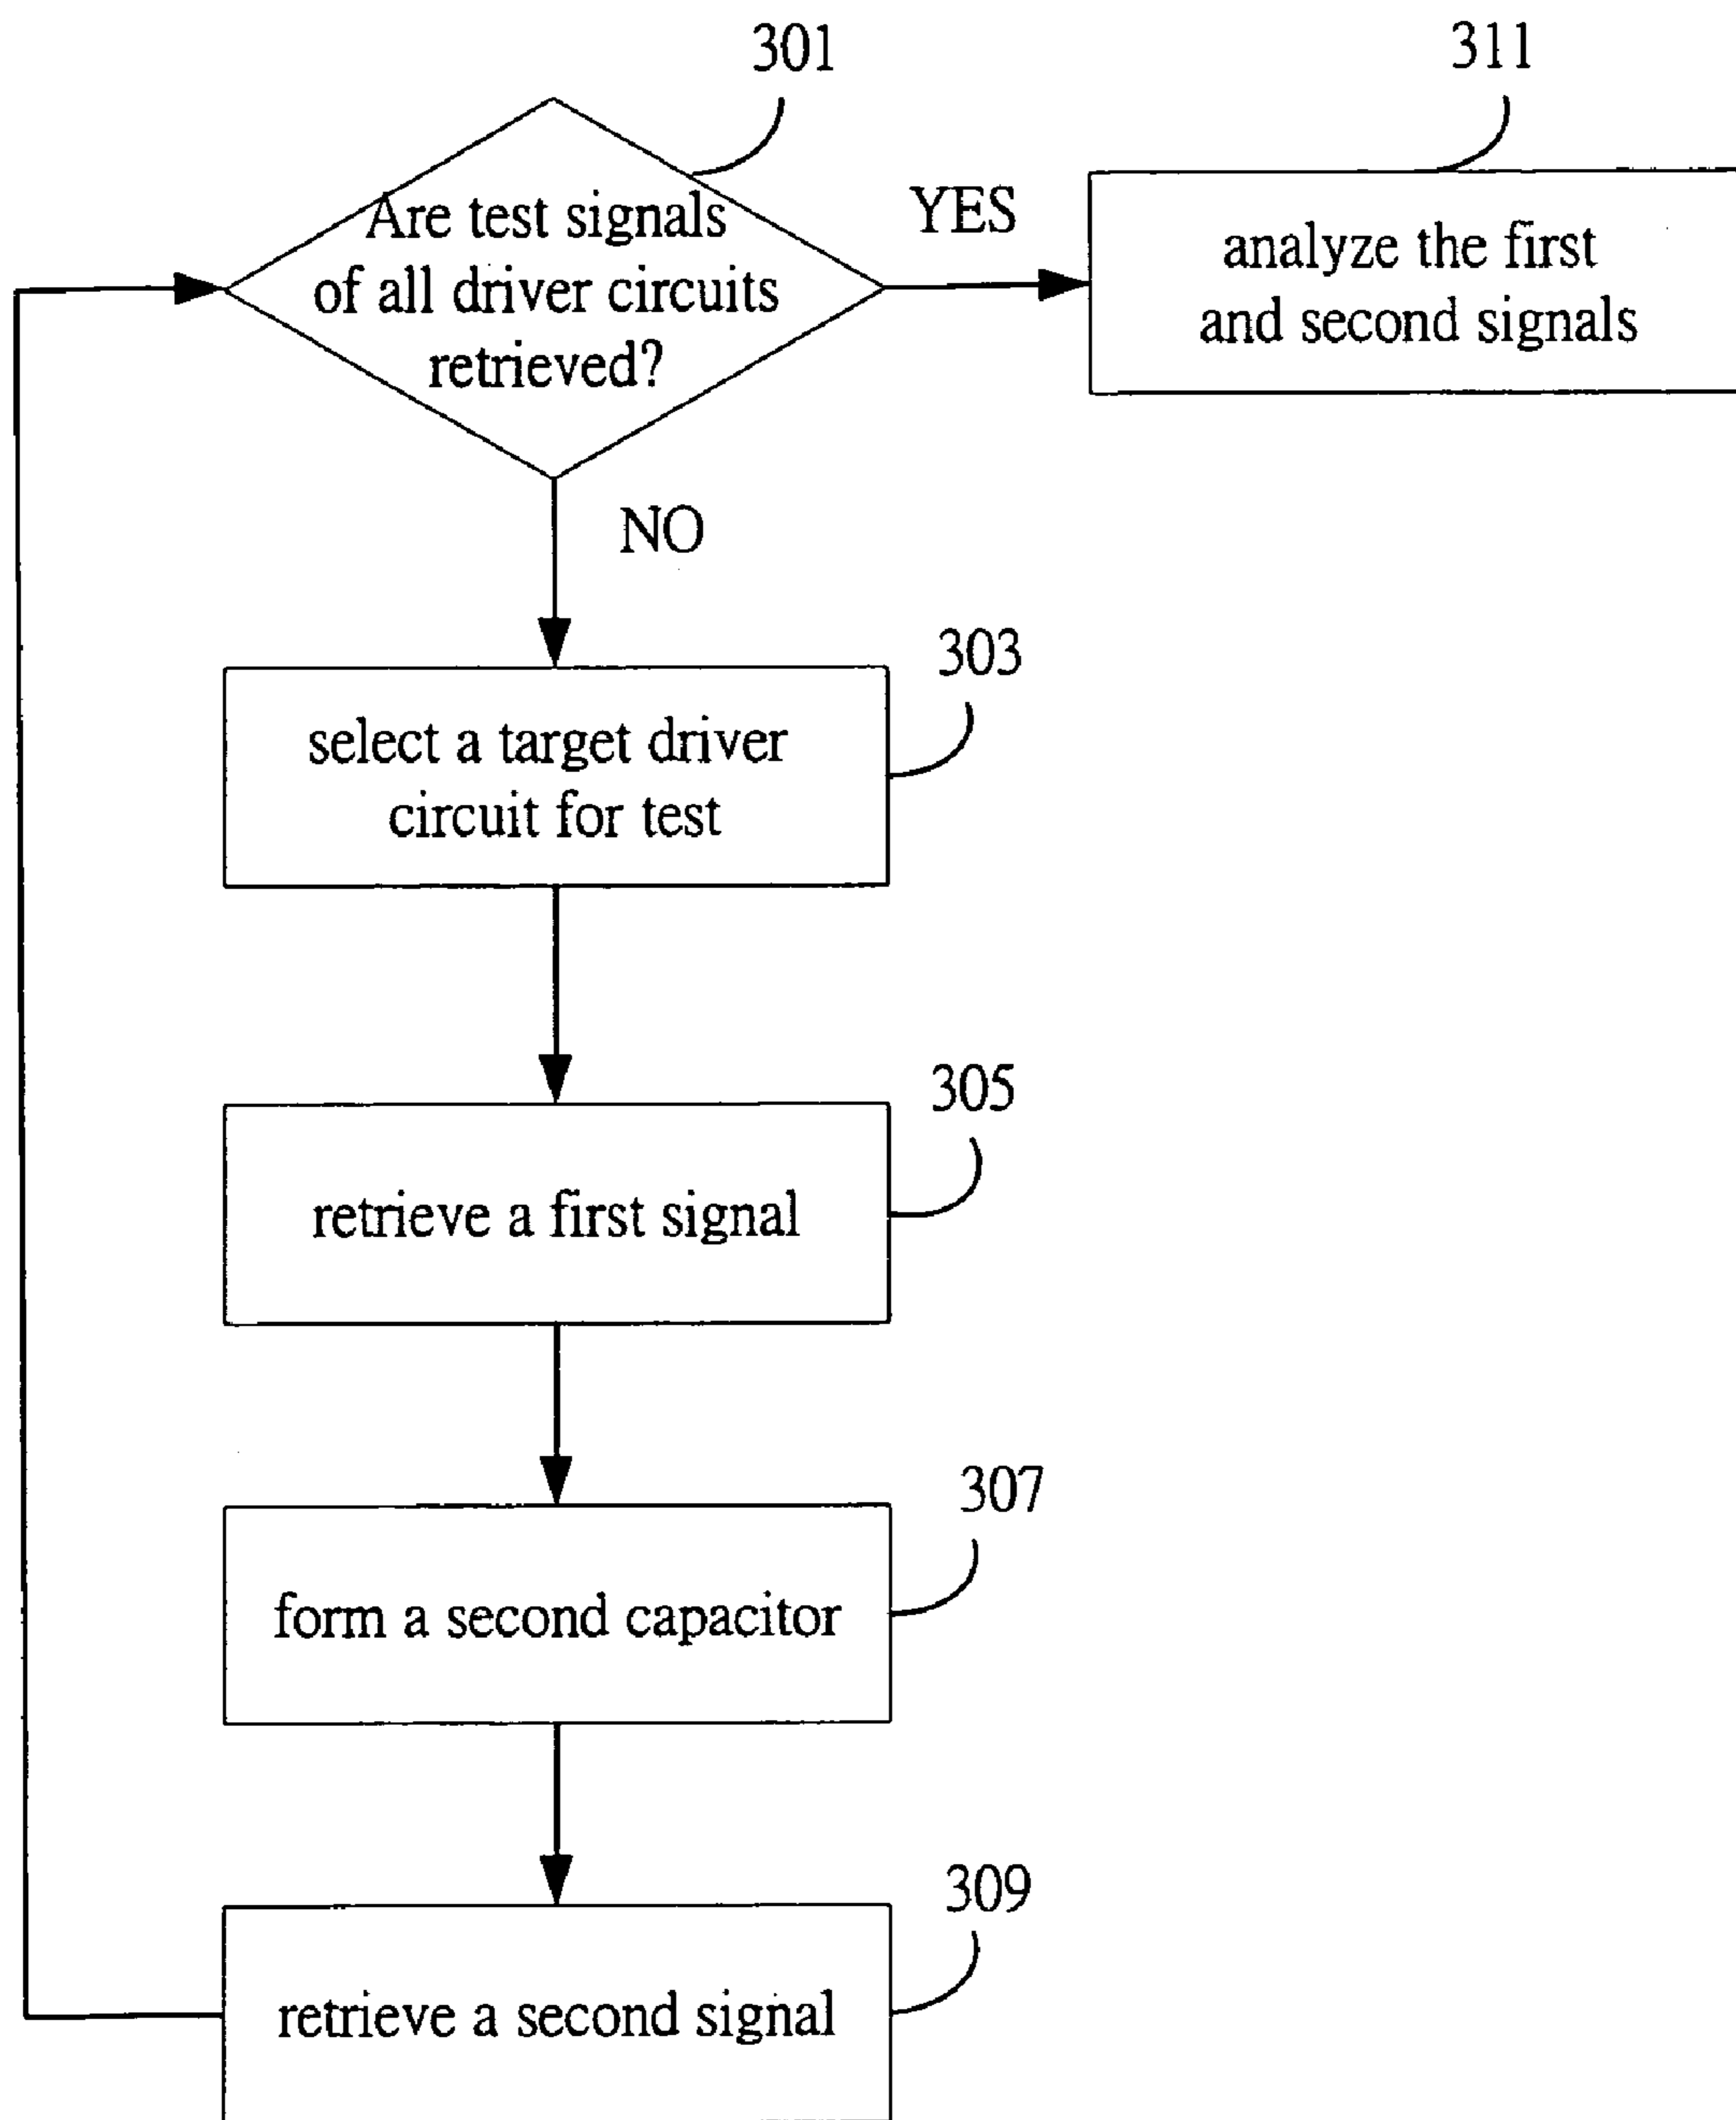 301
311
Are test signals
of all driver circuits
retrieved?
YES
analyze the first
and second signals
NO
303
select a target driver
circuit for test
305
retrieve a first signal
307
form a second capacitor
309
retrieve a second signal